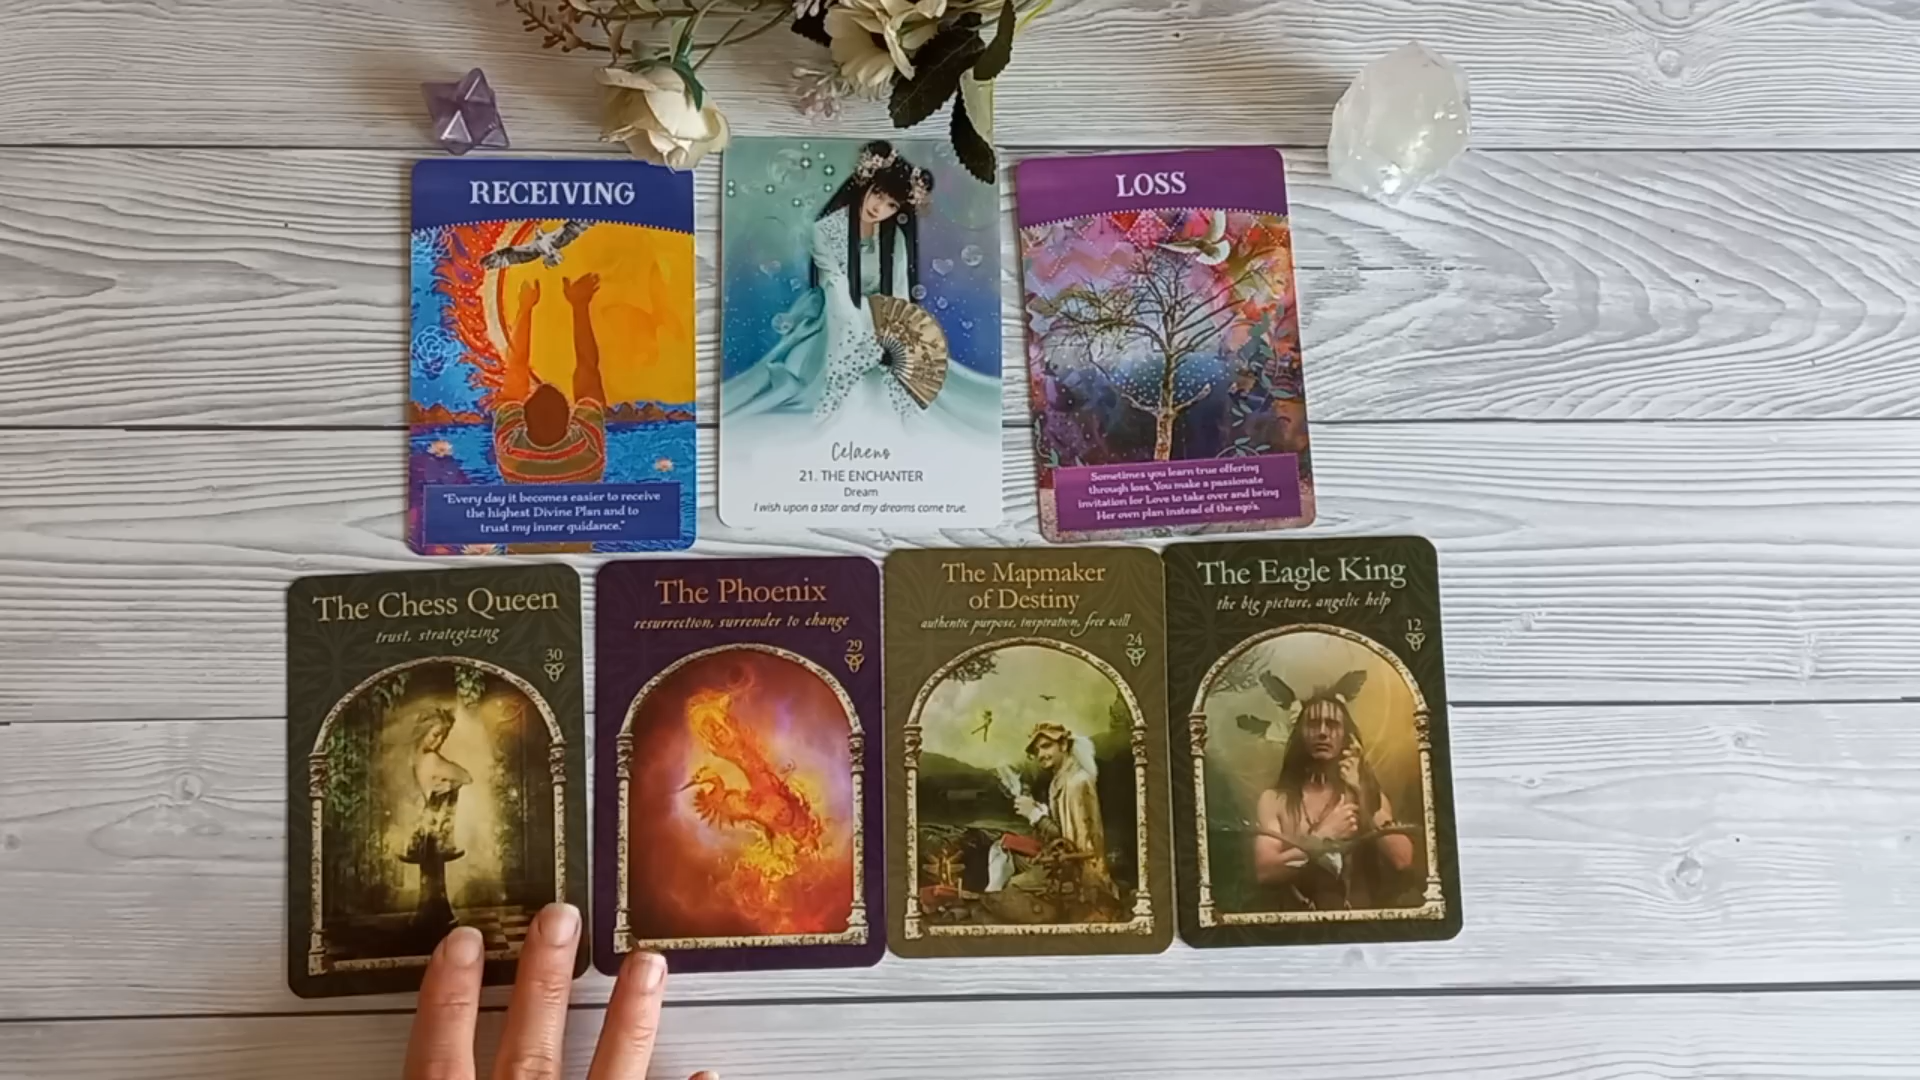 RECEIVING
"Every day it becomes easier to receive
the highest Divine Plan and to
trust my inner guidance."
Celaeno
21. THE ENCHANTER
Dream
I wish upon a star and my dreams come true.
LOSS
Sometimes you learn true offering
through loss. You make a passionate
invitation for Love to take over and bring
Her own plan instead of the ego's.
The Chess Queen
trust, strategizing
30
The Phoenix
resurrection, surrender to change
29
The Mapmaker
of Destiny
authentic purpose, inspiration, free will
24
The Eagle King
the big picture, angelic help
12